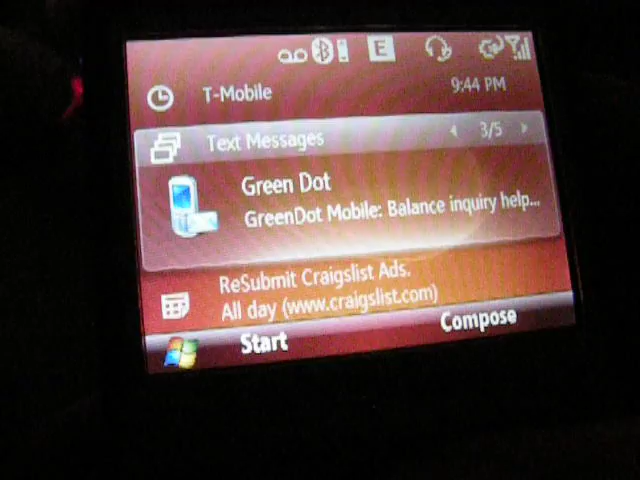 E
T-Mobile
9:44 PM
Text Messages
3/5
Green Dot
GreenDot Mobile: Balance inquiry help...
ReSubmit Craigslist Ads.
All day (www.craigslist.com)
Start
Compose